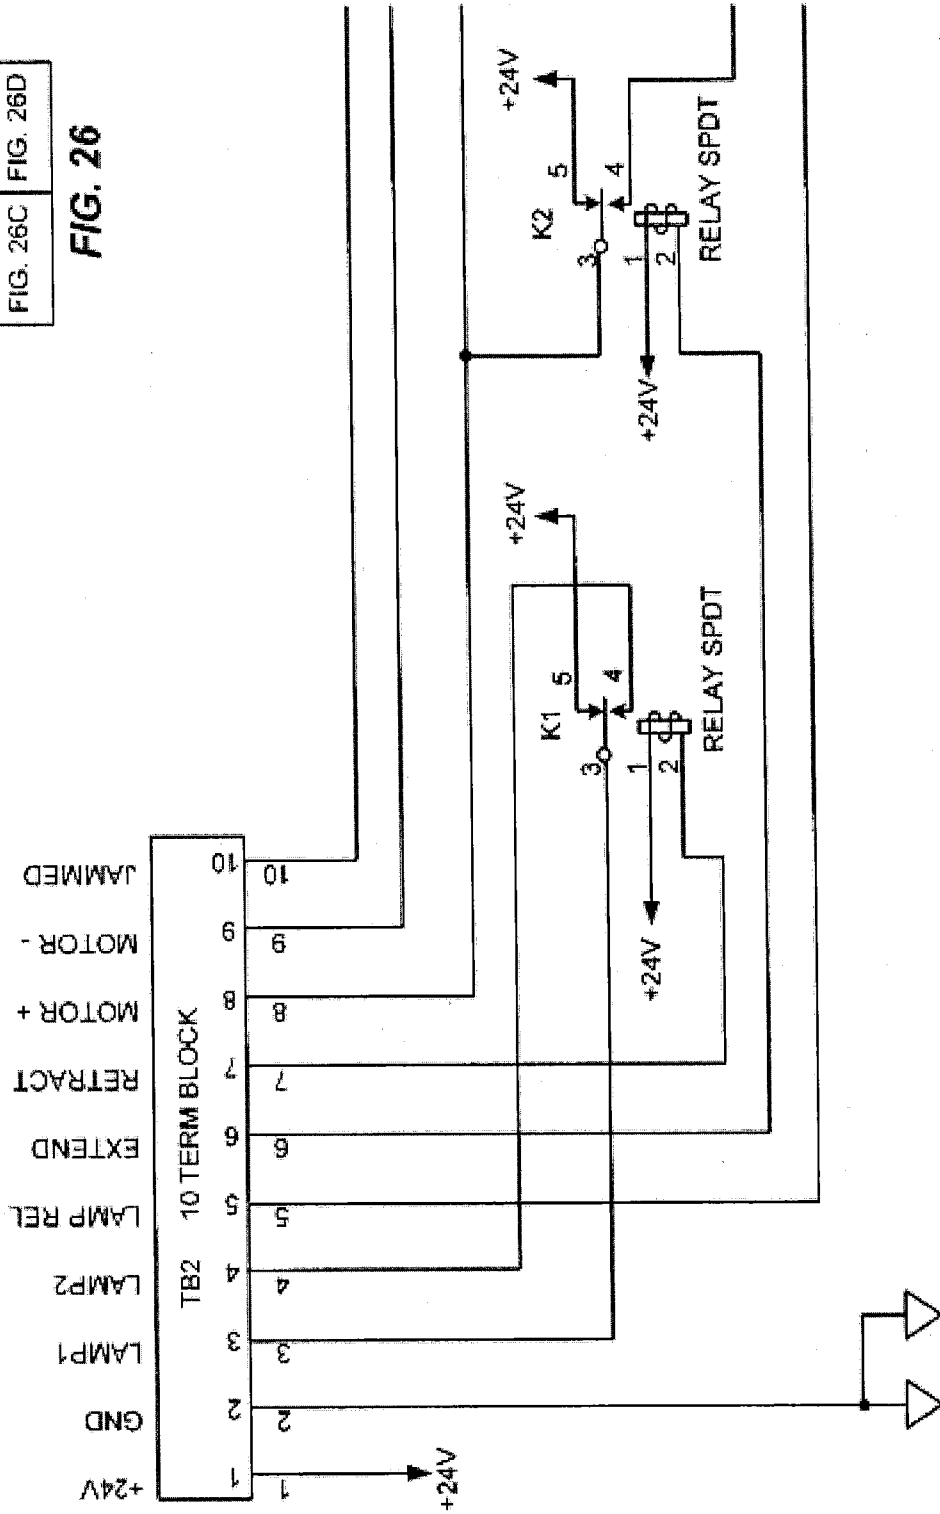 FIG. 26C FIG. 26D
FIG. 26
JAMMED
MOTOR -
MOTOR +
RETRACT
EXTEND
LAMP REL
LAMP2
LAMP1
GND
+24V
TB2 10 TERM BLOCK
10
9
8
7
6
5
4
3
2
1
10
9
8
7
6
5
4
3
2
1
+24V
K1
+24V
5
4
3
1
2
+24V
RELAY SPDT
K2
+24V
5
4
3
1
2
+24V
RELAY SPDT